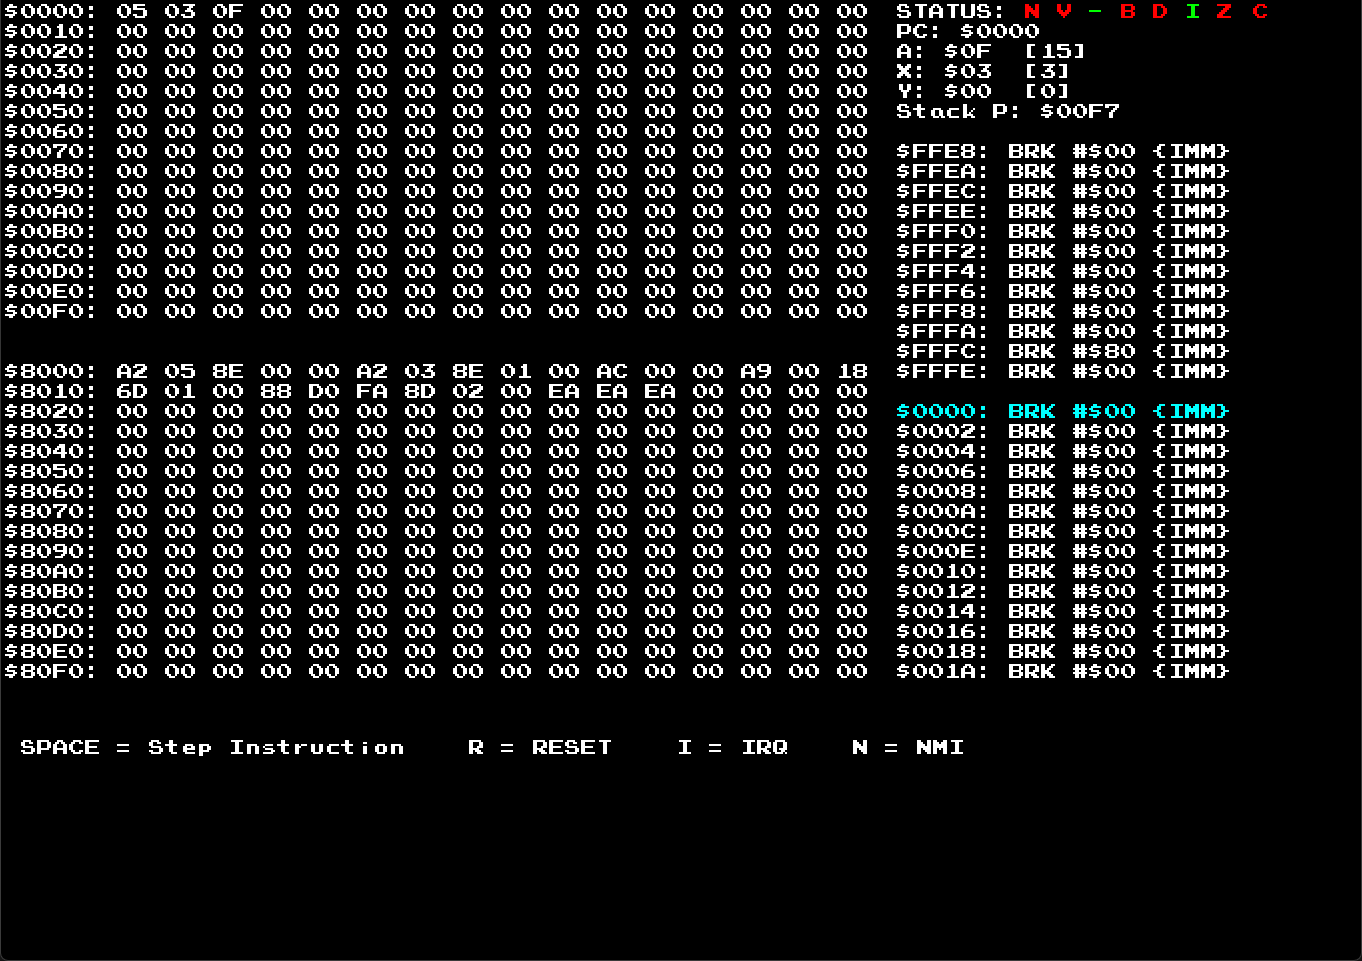 $0000: 05 03 0F 00 00 00 00 00 00 00 00 00 00 00 00 00 STATUS: N V - B D I Z C
$0010: 00 00 00 00 00 00 00 00 00 00 00 00 00 00 00 00 PC: $0000
$0020: 00 00 00 00 00 00 00 00 00 00 00 00 00 00 00 00 A: $0F [15]
$0030: 00 00 00 00 00 00 00 00 00 00 00 00 00 00 00 00 X: $03 [3]
$0040: 00 00 00 00 00 00 00 00 00 00 00 00 00 00 00 00 Y: $00 [0]
$0050: 00 00 00 00 00 00 00 00 00 00 00 00 00 00 00 00 Stack P: $00F7
$0060: 00 00 00 00 00 00 00 00 00 00 00 00 00 00 00 00
$0070: 00 00 00 00 00 00 00 00 00 00 00 00 00 00 00 00 $FFE8: BRK #$00 {IMM}
$0080: 00 00 00 00 00 00 00 00 00 00 00 00 00 00 00 00 $FFEA: BRK #$00 {IMM}
$0090: 00 00 00 00 00 00 00 00 00 00 00 00 00 00 00 00 $FFEC: BRK #$00 {IMM}
$00A0: 00 00 00 00 00 00 00 00 00 00 00 00 00 00 00 00 $FFEE: BRK #$00 {IMM}
$00B0: 00 00 00 00 00 00 00 00 00 00 00 00 00 00 00 00 $FFF0: BRK #$00 {IMM}
$00C0: 00 00 00 00 00 00 00 00 00 00 00 00 00 00 00 00 $FFF2: BRK #$00 {IMM}
$00D0: 00 00 00 00 00 00 00 00 00 00 00 00 00 00 00 00 $FFF4: BRK #$00 {IMM}
$00E0: 00 00 00 00 00 00 00 00 00 00 00 00 00 00 00 00 $FFF6: BRK #$00 {IMM}
$00F0: 00 00 00 00 00 00 00 00 00 00 00 00 00 00 00 00 $FFF8: BRK #$00 {IMM}
$FFFA: BRK #$00 {IMM}
$FFFC: BRK #$80 {IMM}
$8000: A2 05 8E 00 00 A2 03 8E 01 00 AC 00 00 A9 00 18 $FFFE: BRK #$00 {IMM}
$8010: 6D 01 00 88 D0 FA 8D 02 00 EA EA EA 00 00 00 00
$8020: 00 00 00 00 00 00 00 00 00 00 00 00 00 00 00 00 $0000: BRK #$00 {IMM}
$8030: 00 00 00 00 00 00 00 00 00 00 00 00 00 00 00 00 $0002: BRK #$00 {IMM}
$8040: 00 00 00 00 00 00 00 00 00 00 00 00 00 00 00 00 $0004: BRK #$00 {IMM}
$8050: 00 00 00 00 00 00 00 00 00 00 00 00 00 00 00 00 $0006: BRK #$00 {IMM}
$8060: 00 00 00 00 00 00 00 00 00 00 00 00 00 00 00 00 $0008: BRK #$00 {IMM}
$8070: 00 00 00 00 00 00 00 00 00 00 00 00 00 00 00 00 $000A: BRK #$00 {IMM}
$8080: 00 00 00 00 00 00 00 00 00 00 00 00 00 00 00 00 $000C: BRK #$00 {IMM}
$8090: 00 00 00 00 00 00 00 00 00 00 00 00 00 00 00 00 $000E: BRK #$00 {IMM}
$80A0: 00 00 00 00 00 00 00 00 00 00 00 00 00 00 00 00 $0010: BRK #$00 {IMM}
$80B0: 00 00 00 00 00 00 00 00 00 00 00 00 00 00 00 00 $0012: BRK #$00 {IMM}
$80C0: 00 00 00 00 00 00 00 00 00 00 00 00 00 00 00 00 $0014: BRK #$00 {IMM}
$80D0: 00 00 00 00 00 00 00 00 00 00 00 00 00 00 00 00 $0016: BRK #$00 {IMM}
$80E0: 00 00 00 00 00 00 00 00 00 00 00 00 00 00 00 00 $0018: BRK #$00 {IMM}
$80F0: 00 00 00 00 00 00 00 00 00 00 00 00 00 00 00 00 $001A: BRK #$00 {IMM}
SPACE = Step Instruction R = RESET I = IRQ N = NMI